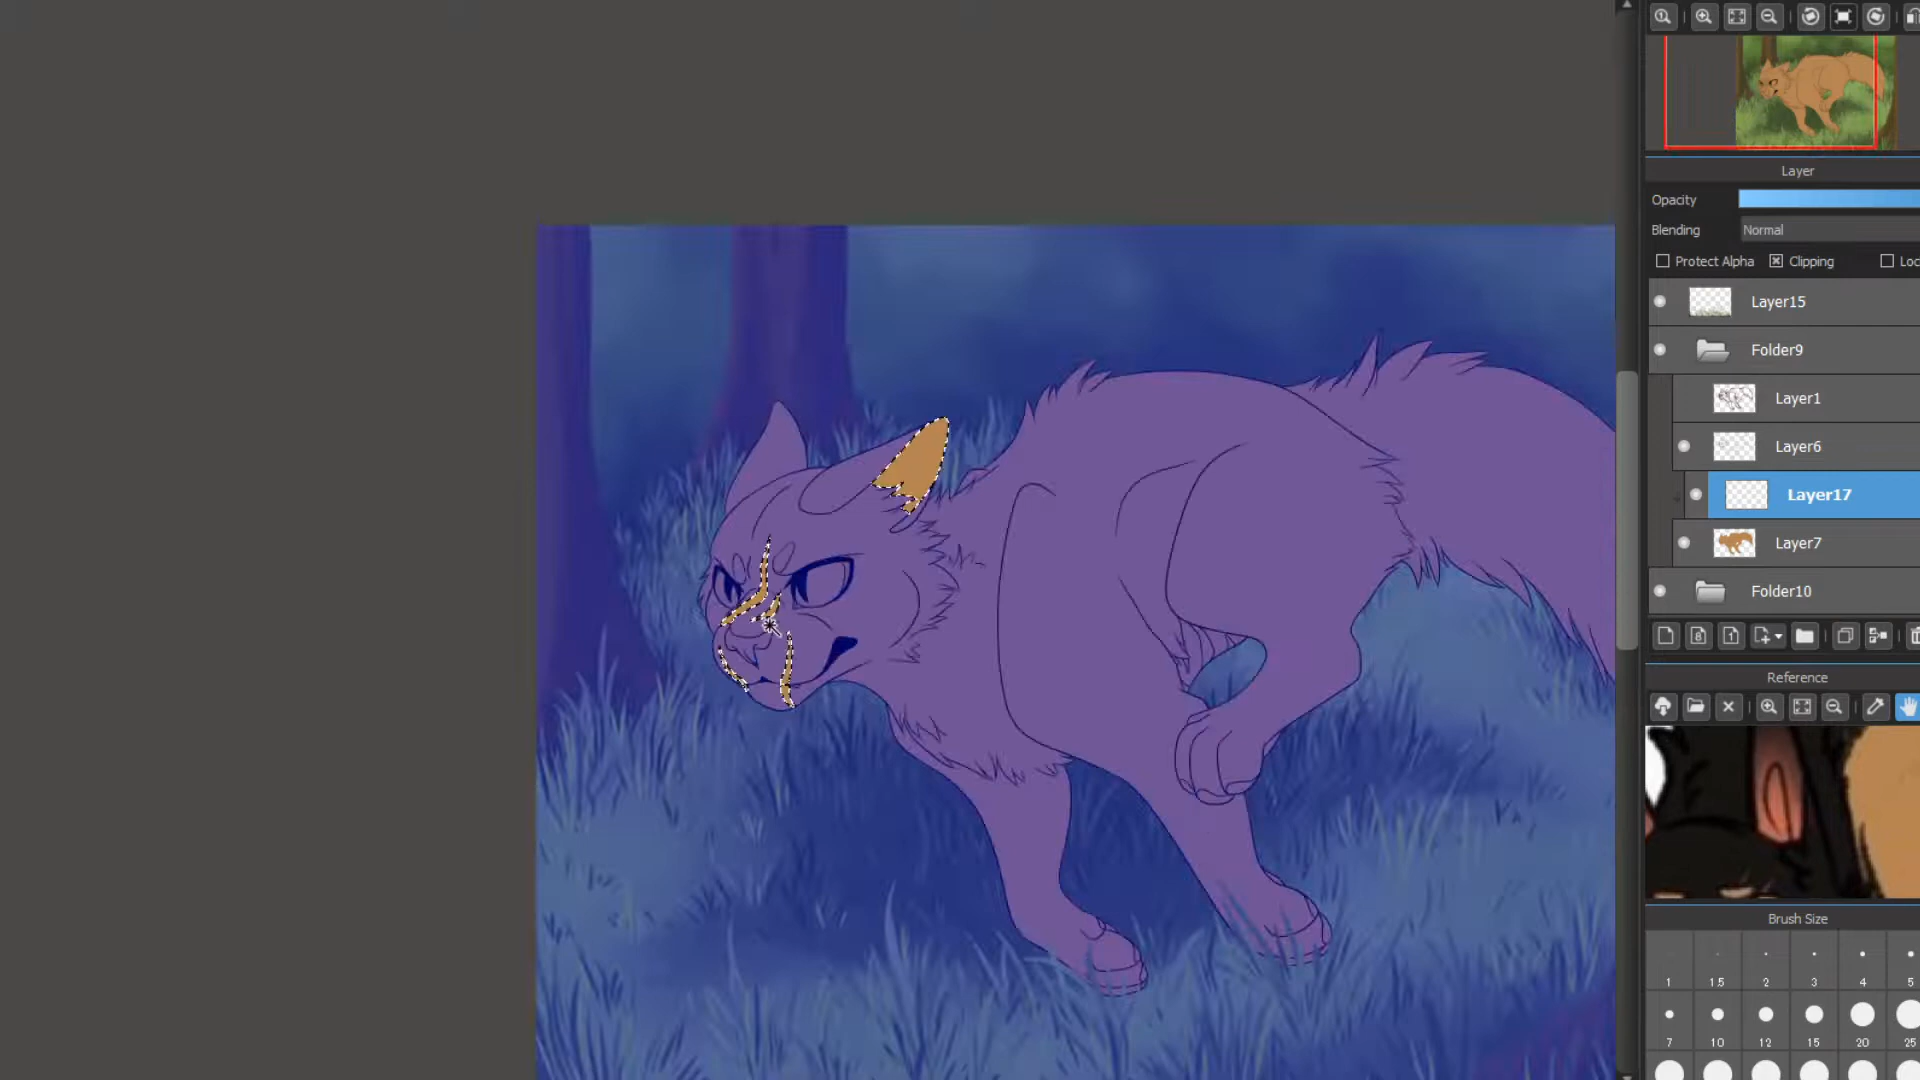 Layer
Opacity
Blending Normal
Protect Alpha Clipping Loc
Layer15
Folder9
Layer1
Layer6
Layer17
Layer7
Folder10
Reference
Brush Size
1 1.5 2 3 4 5
7 10 12 15 20 25